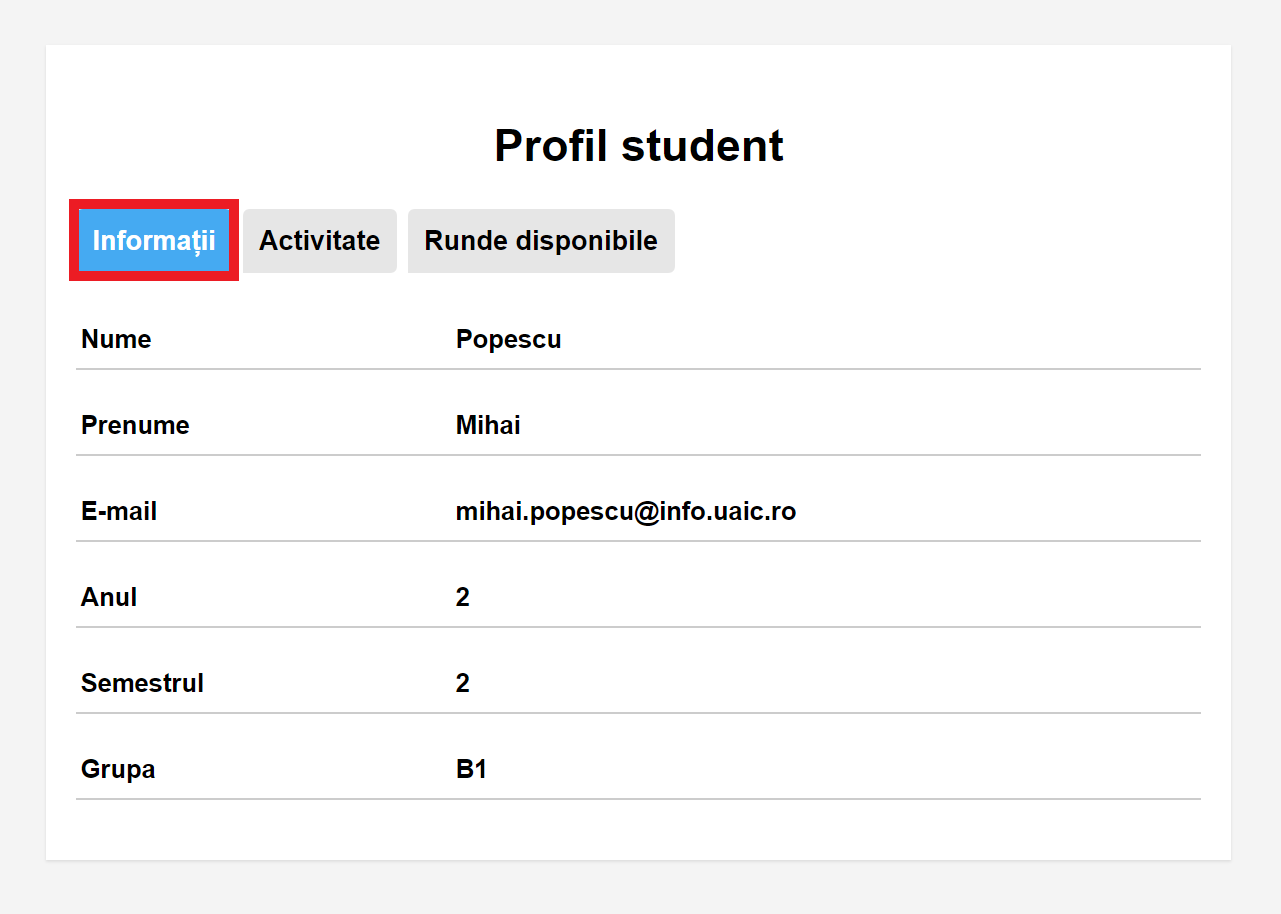 Profil student
Informații Activitate Runde disponibile
Nume Popescu
Prenume Mihai
E-mail mihai.popescu@info.uaic.ro
Anul 2
Semestrul 2
Grupa B1